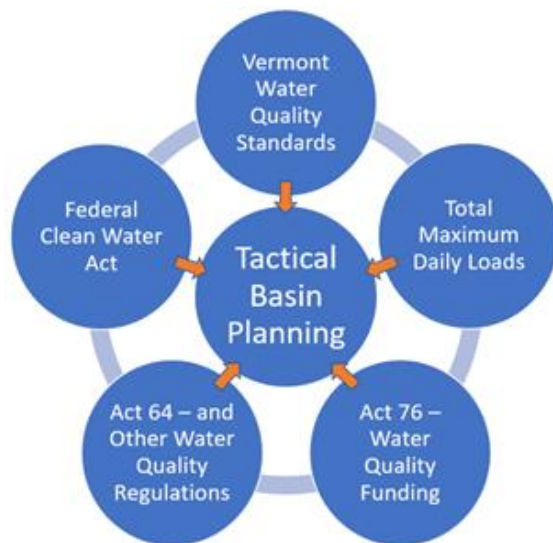 Vermont
Water
Quality
Standards
Federal
Clean Water
Act
Total
Maximum
Daily Loads
Tactical
Basin
Planning
Act 64 – and
Other Water
Quality
Regulations
Act 76 –
Water
Quality
Funding